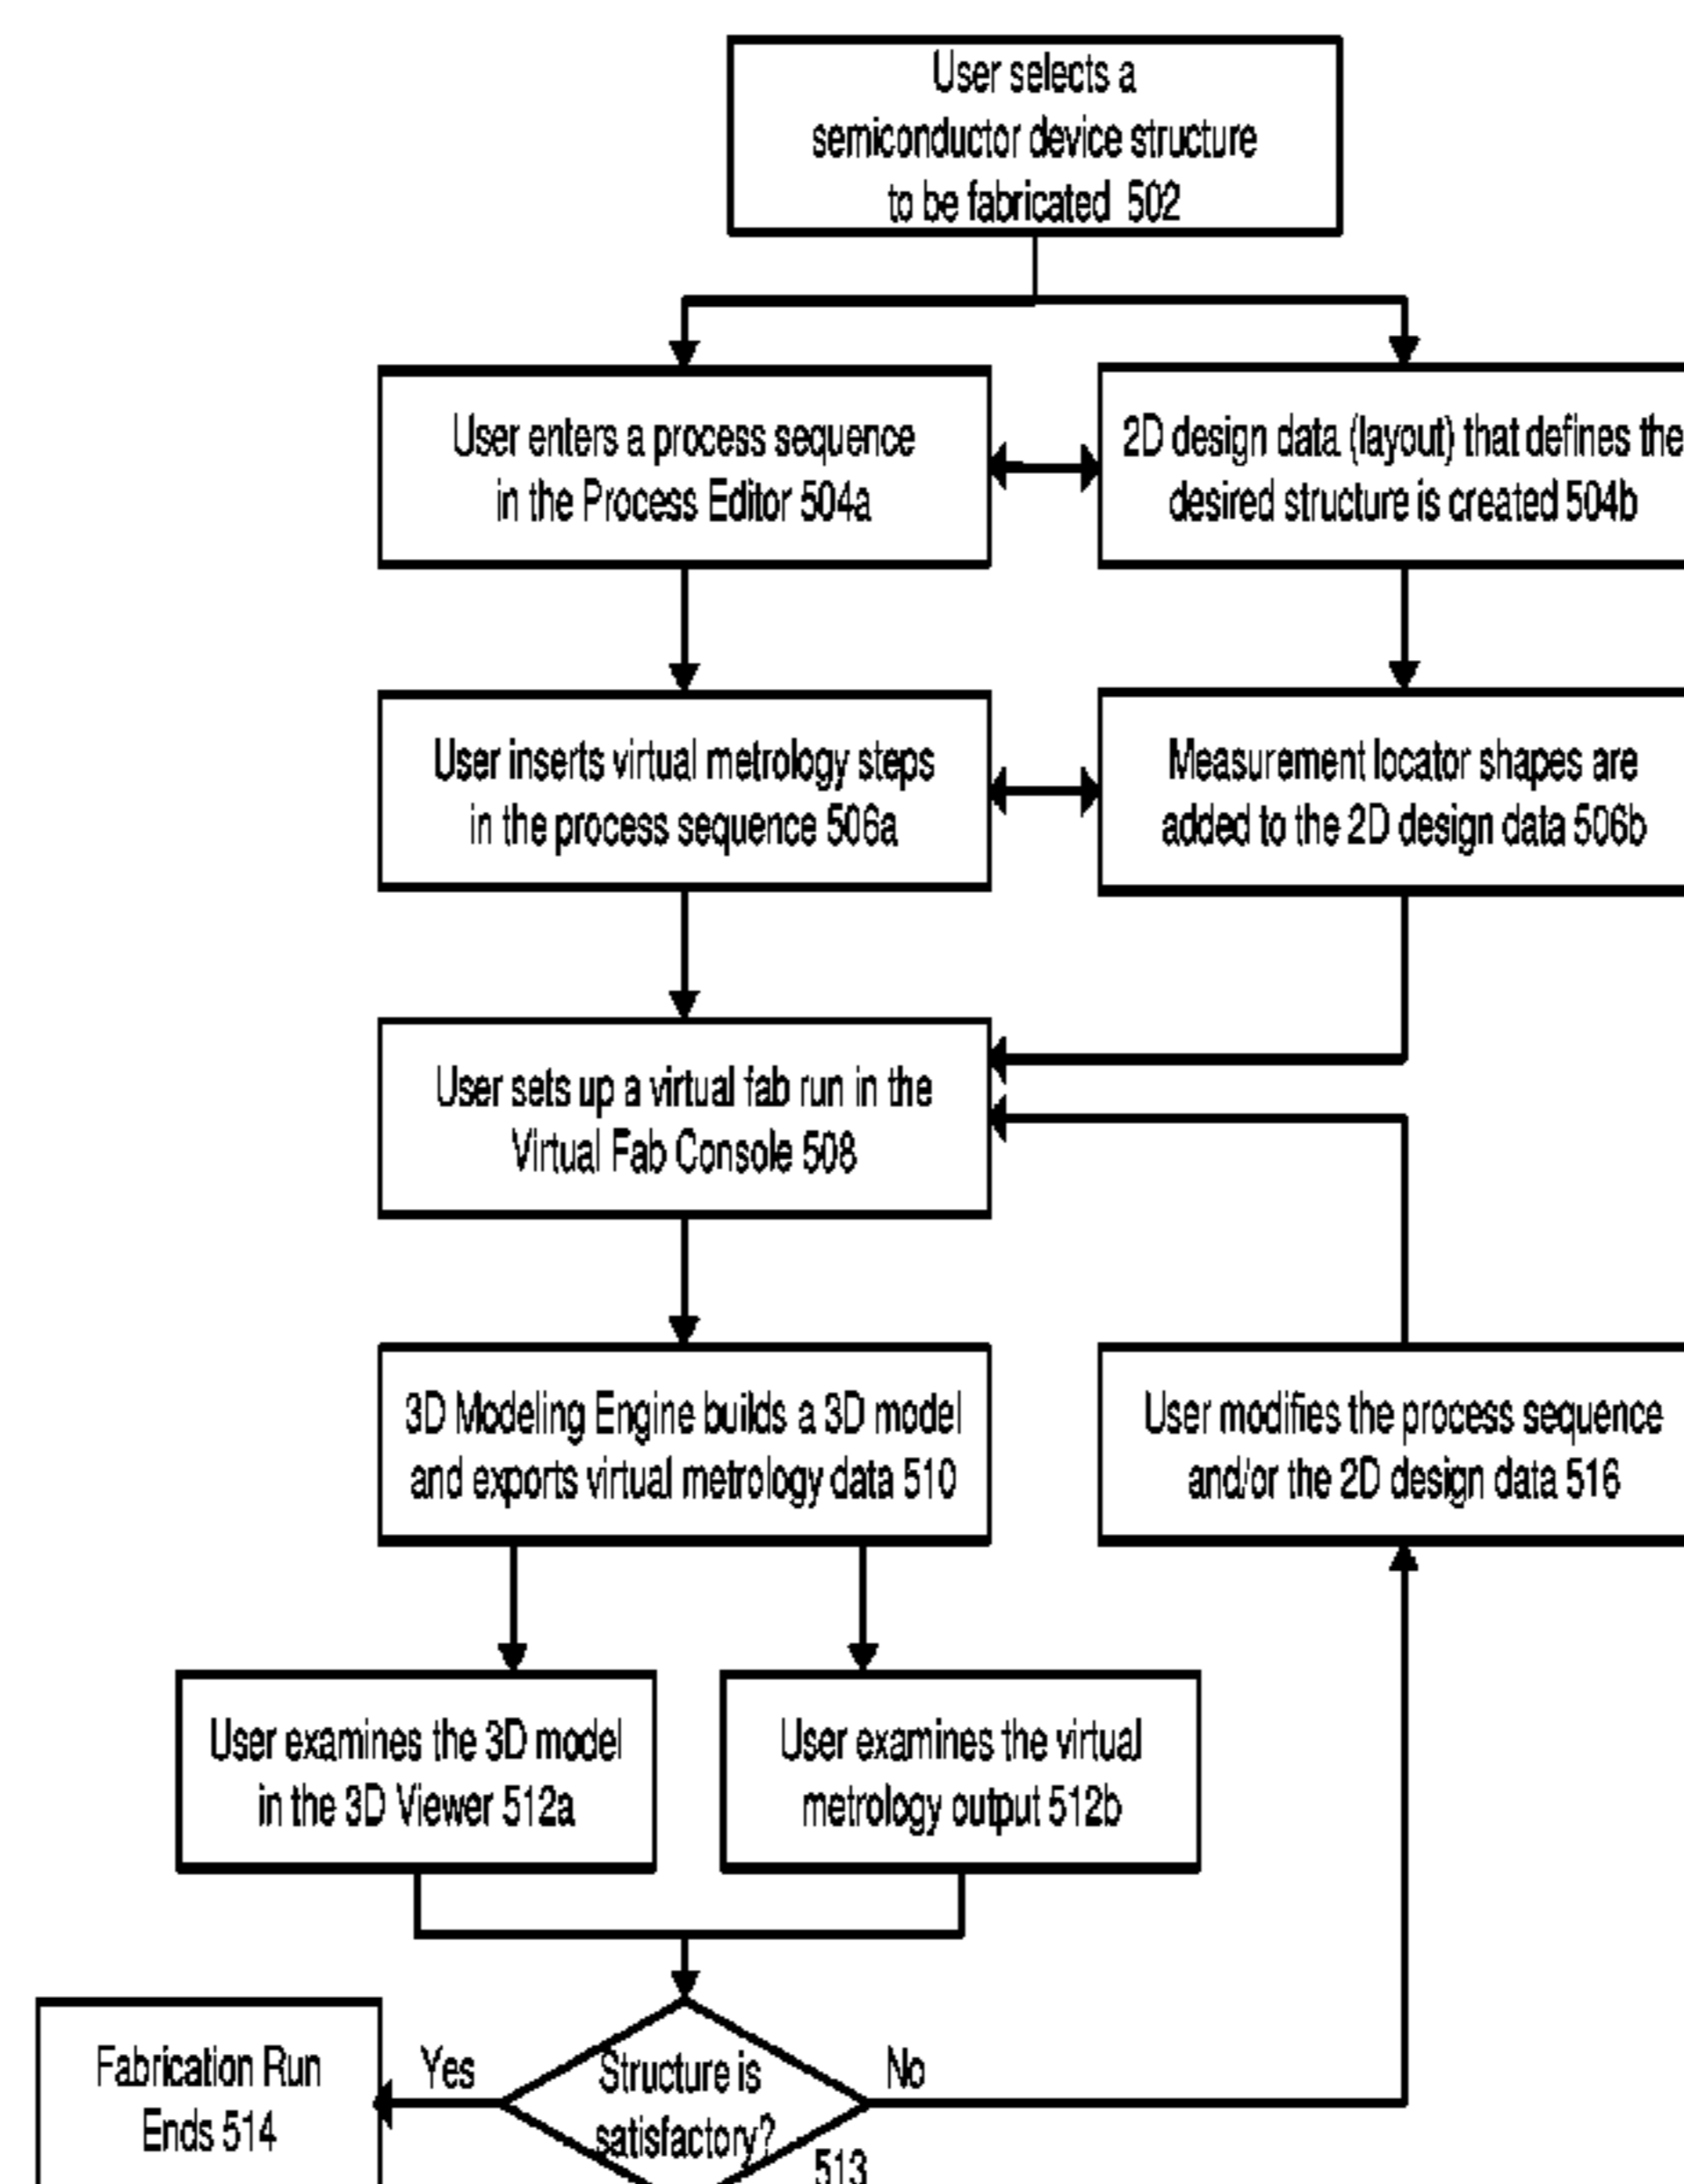 User selects a
semiconductor device structure
to be fabricated 502
User enters a process sequence
in the Process Editor 504a
2D design data (layout) that defines the
desired structure is created 504b
User inserts virtual metrology steps
in the process sequence 506a
Measurement locator shapes are
added to the 2D design data 506b
User sets up a virtual fab run in the
Virtual Fab Console 508
3D Modeling Engine builds a 3D model
and exports virtual metrology data 510
User modifies the process sequence
and/or the 2D design data 516
User examines the 3D model
in the 3D Viewer 512a
User examines the virtual
metrology output 512b
Fabrication Run
Ends 514
Yes
Structure is
satisfactory?
No
513